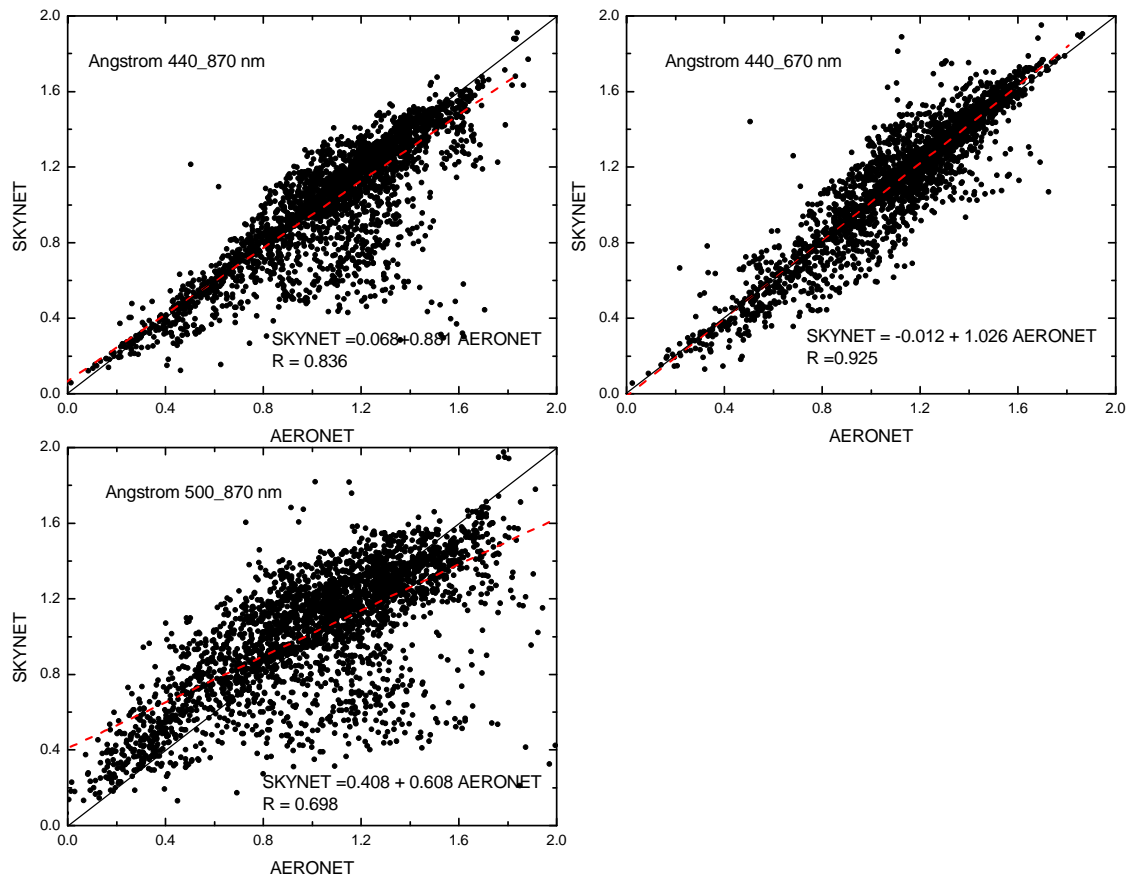 2.0
1.6
1.2
0.8
0.4
0.0
SKYNET
Angstrom 440_870 nm
SKYNET =0.068+0.881 AERONET
R = 0.836
0.0 0.4 0.8 1.2 1.6 2.0
AERONET
2.0
1.6
1.2
0.8
0.4
0.0
SKYNET
Angstrom 440_670 nm
SKYNET = -0.012 + 1.026 AERONET
R =0.925
0.0 0.4 0.8 1.2 1.6 2.0
AERONET
2.0
1.6
1.2
0.8
0.4
0.0
SKYNET
Angstrom 500_870 nm
SKYNET =0.408 + 0.608 AERONET
R = 0.698
0.0 0.4 0.8 1.2 1.6 2.0
AERONET